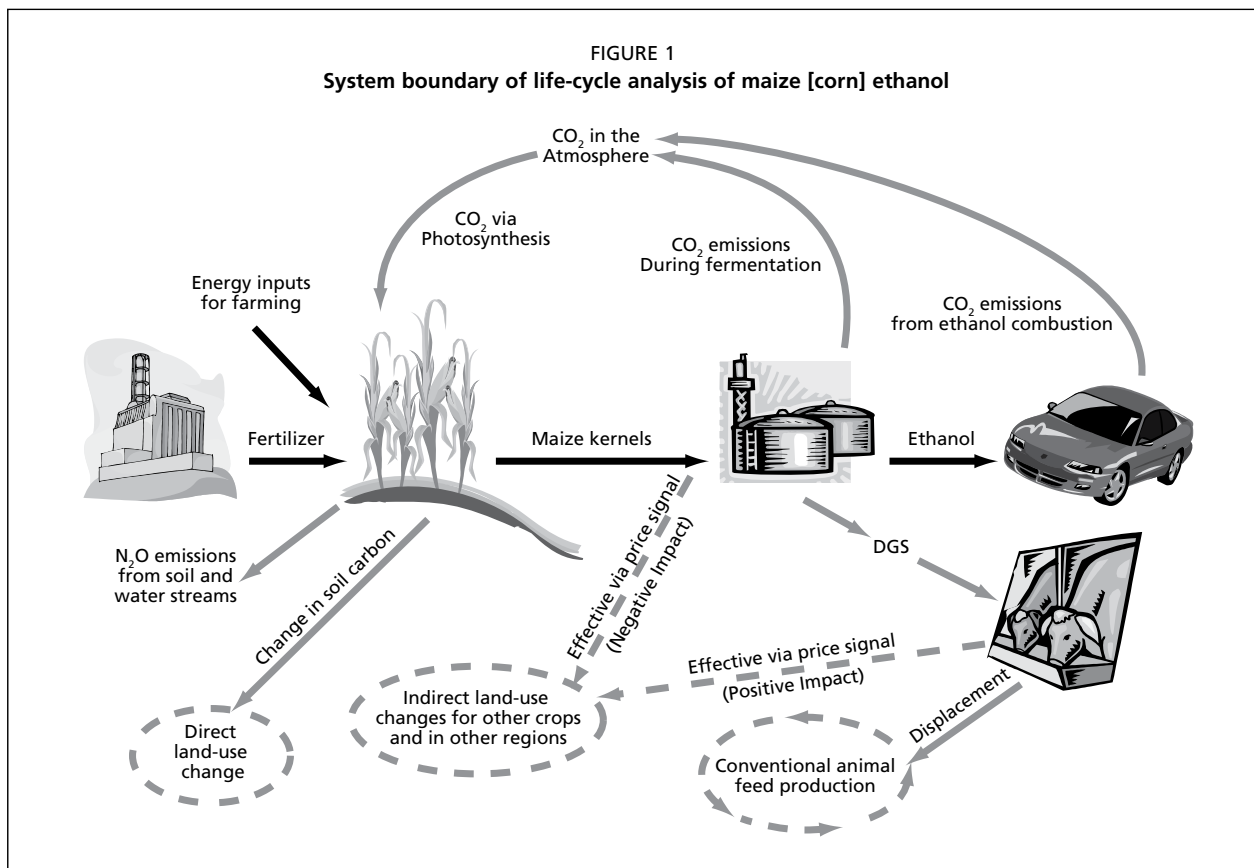 FIGURE 1
System boundary of life-cycle analysis of maize [corn] ethanol
CO₂ in the
Atmosphere
CO₂ via
Photosynthesis
CO₂ emissions
During fermentation
Energy inputs
for farming
CO₂ emissions
from ethanol combustion
Fertilizer
Maize kernels
Ethanol
DGS
N₂O emissions
from soil and
water streams
Change in soil carbon
Effective via price signal
(Negative Impact)
Effective via price signal
(Positive Impact)
Displacement
Direct
land-use
change
Indirect land-use
changes for other crops
and in other regions
Conventional animal
feed production